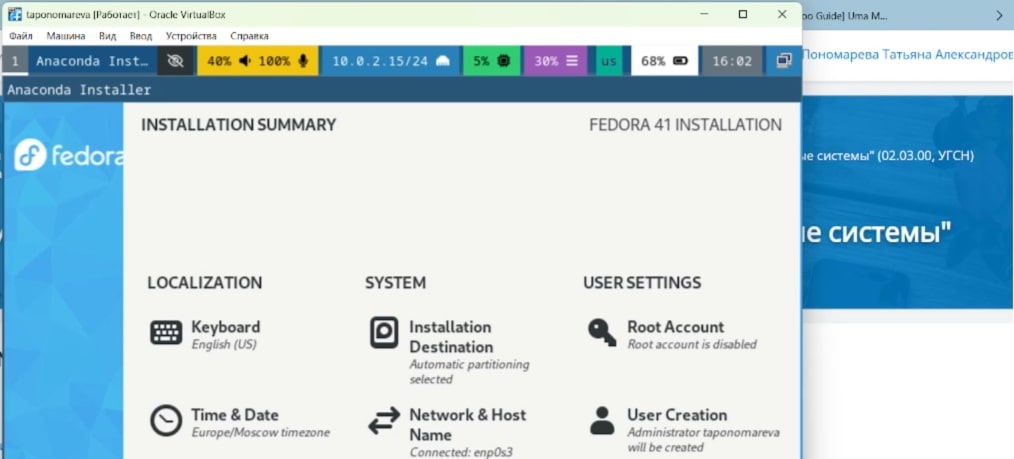 taponomareva [Работает] - Oracle VirtualBox
oo Guide] Uma M...
Файл Машина Вид Ввод Устройства Справка
1 Anaconda Inst… 40% 100% 10.0.2.15/24 5% 30% us 68% 16:02
Пономарева Татьяна Александров
Anaconda Installer
INSTALLATION SUMMARY
FEDORA 41 INSTALLATION
fedora
ые системы" (02.03.00, УГСН)
ые системы"
LOCALIZATION
SYSTEM
USER SETTINGS
Keyboard
English (US)
Installation
Destination
Automatic partitioning
selected
Root Account
Root account is disabled
Time & Date
Europe/Moscow timezone
Network & Host
Name
Connected: enp0s3
User Creation
Administrator taponomareva
will be created